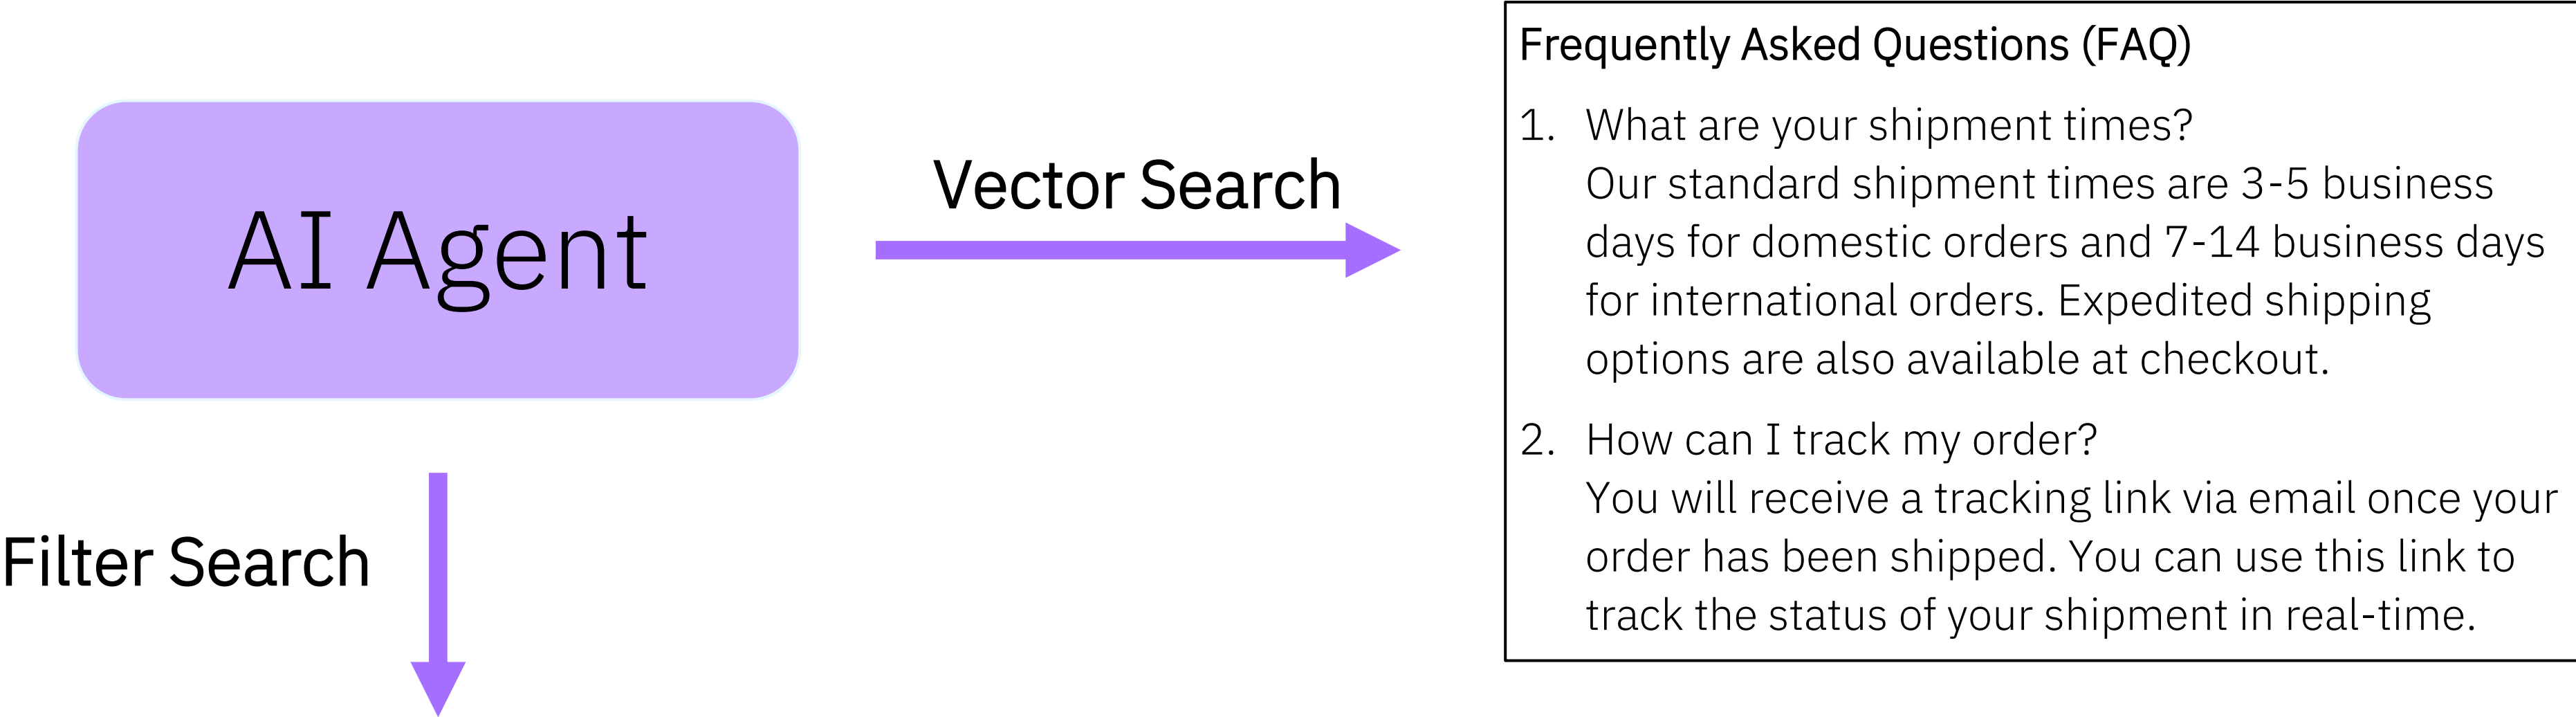 AI Agent
Vector Search
Filter Search
Frequently Asked Questions (FAQ)
1. What are your shipment times?
Our standard shipment times are 3-5 business
days for domestic orders and 7-14 business days
for international orders. Expedited shipping
options are also available at checkout.
2. How can I track my order?
You will receive a tracking link via email once your
order has been shipped. You can use this link to
track the status of your shipment in real-time.